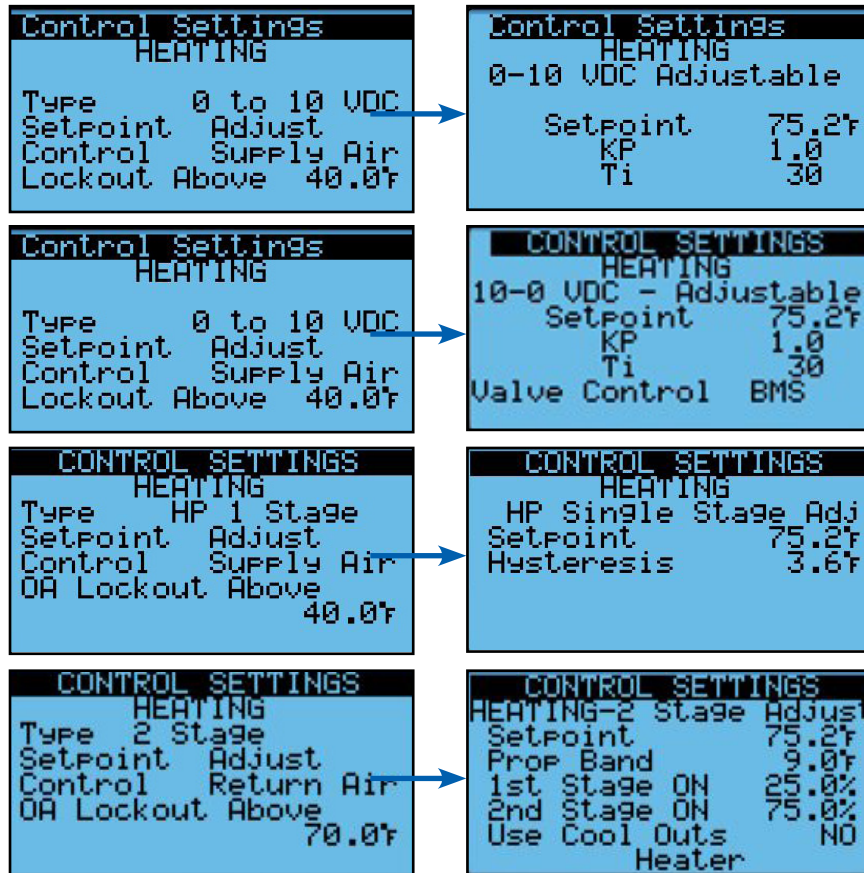 Control Settings
HEATING
Type 0 to 10 VDC
Setpoint Adjust
Control Supply Air
Lockout Above 40.0°F
Control Settings
HEATING
0-10 VDC Adjustable
Setpoint 75.2°F
KP 1.0
Ti 30
Control Settings
HEATING
Type 0 to 10 VDC
Setpoint Adjust
Control Supply Air
Lockout Above 40.0°F
CONTROL SETTINGS
HEATING
10-0 VDC - Adjustable
Setpoint 75.2°F
KP 1.0
Ti 30
Valve Control BMS
CONTROL SETTINGS
HEATING
Type HP 1 Stage
Setpoint Adjust
Control Supply Air
OA Lockout Above
40.0°F
CONTROL SETTINGS
HEATING
HP Single Stage Adj
Setpoint 75.2°F
Hysteresis 3.6°F
CONTROL SETTINGS
HEATING
Type 2 Stage
Setpoint Adjust
Control Return Air
OA Lockout Above
70.0°F
CONTROL SETTINGS
HEATING-2 Stage Adjust
Setpoint 75.2°F
Prop Band 9.0°F
1st Stage ON 25.0%
2nd Stage ON 75.0%
Use Cool Outs NO
Heater